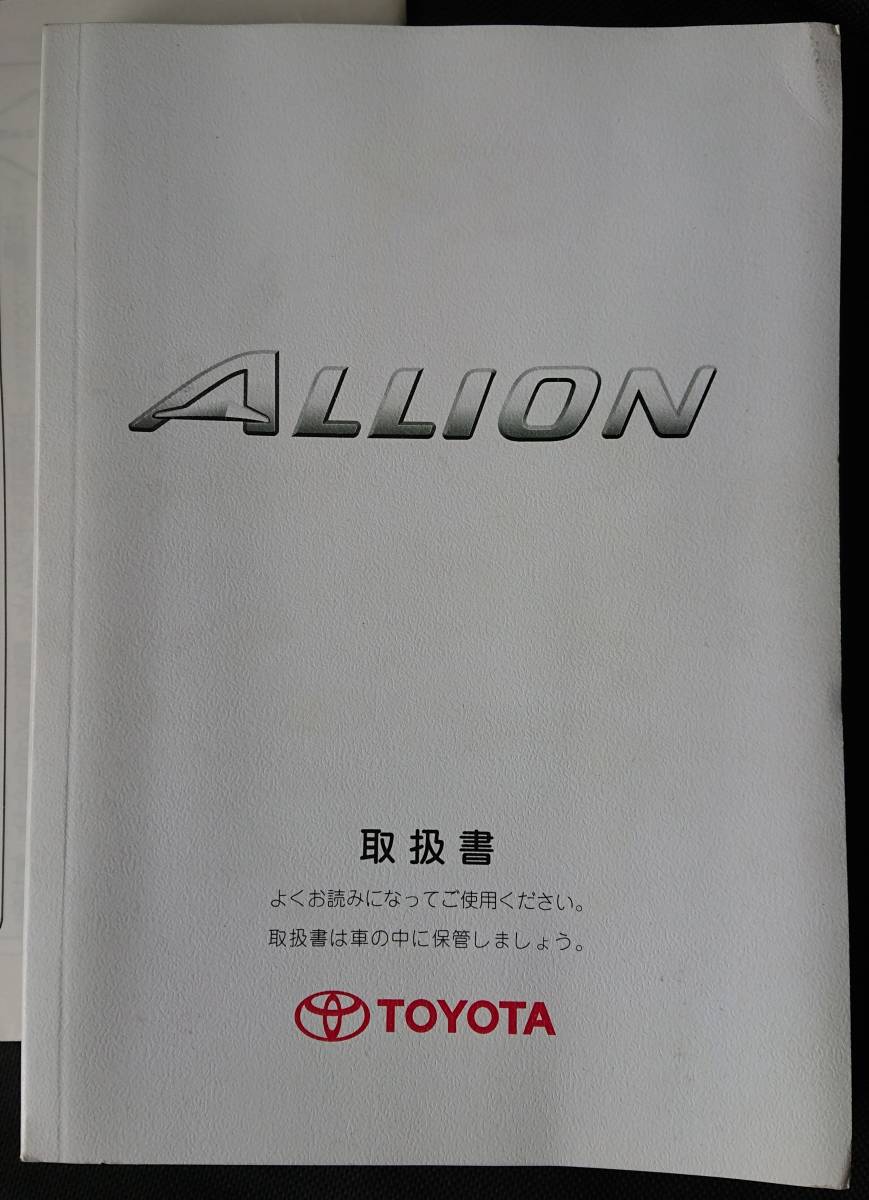 ALLION
取扱書
よくお読みになってご使用ください。
取扱書は車の中に保管しましょう。
TOYOTA